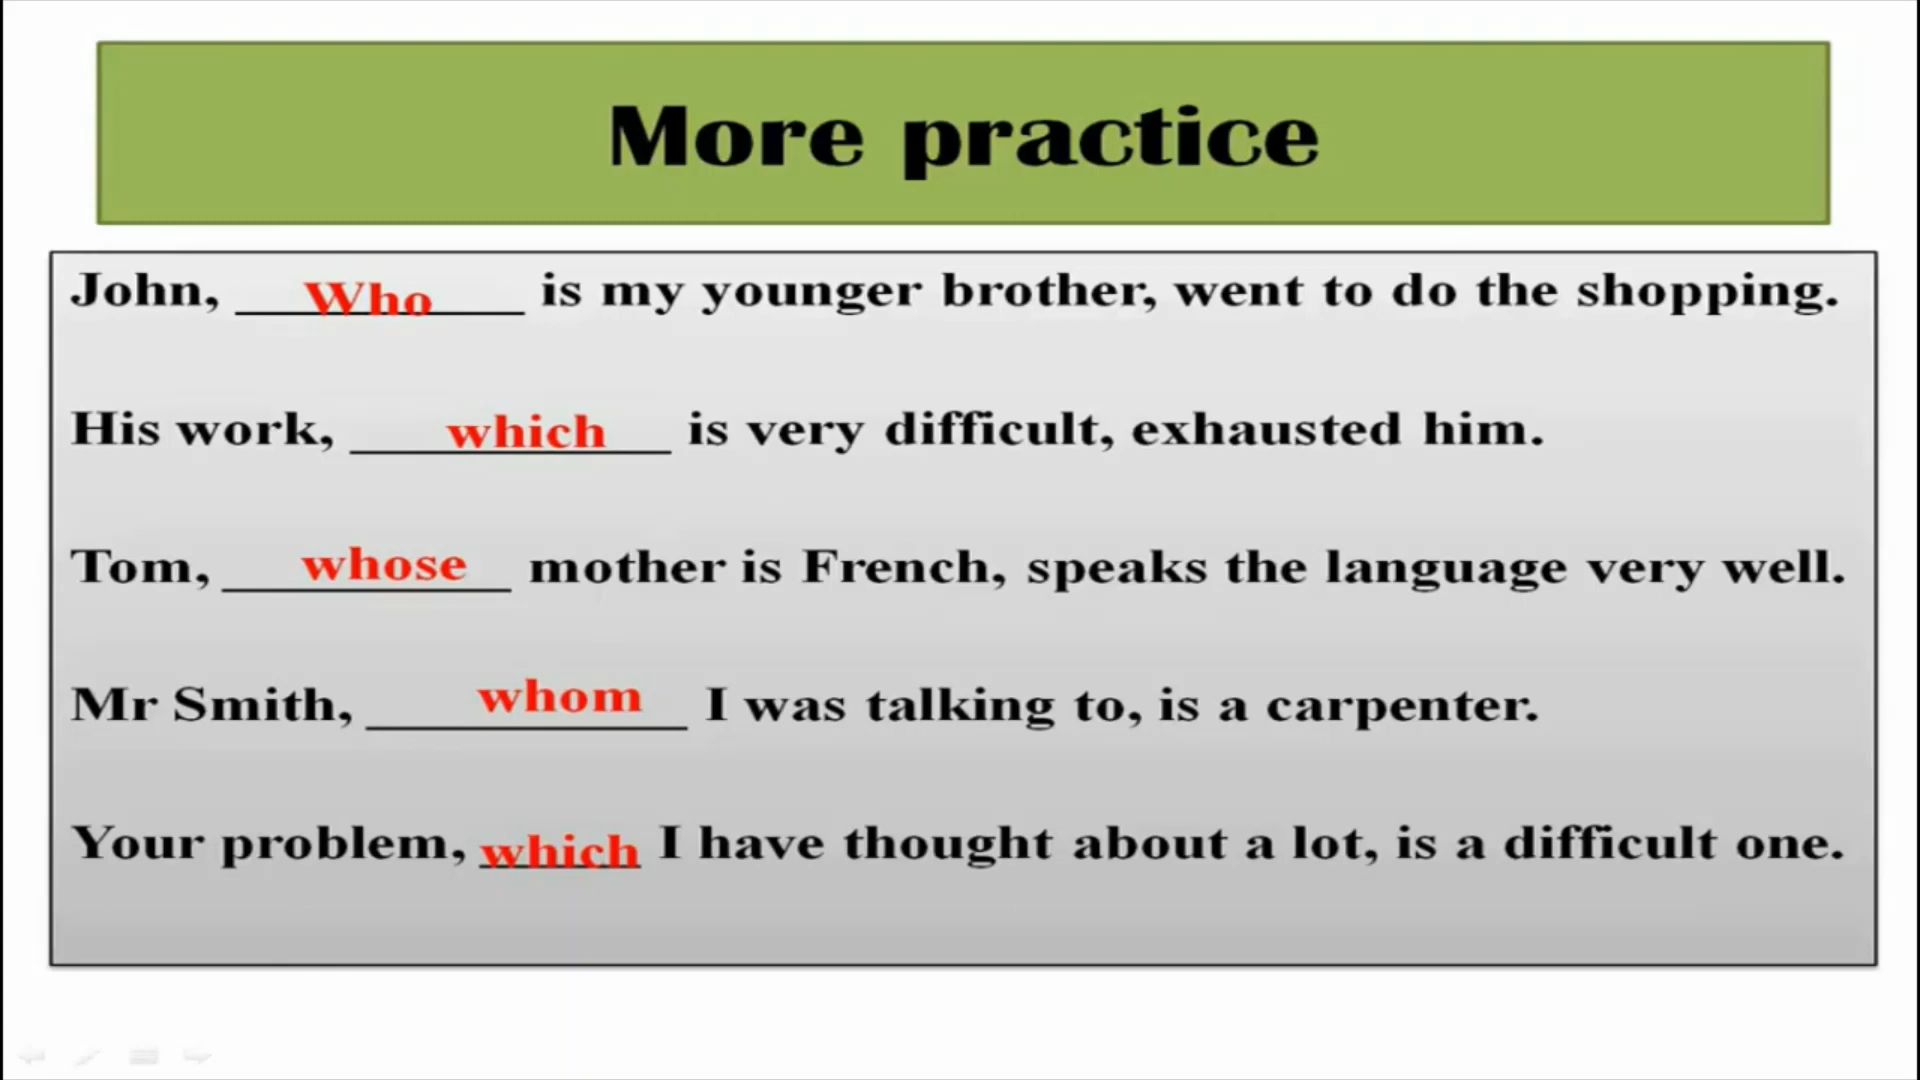 More practice
John, Who is my younger brother, went to do the shopping.
His work, which is very difficult, exhausted him.
Tom, whose mother is French, speaks the language very well.
Mr Smith, whom I was talking to, is a carpenter.
Your problem, which I have thought about a lot, is a difficult one.